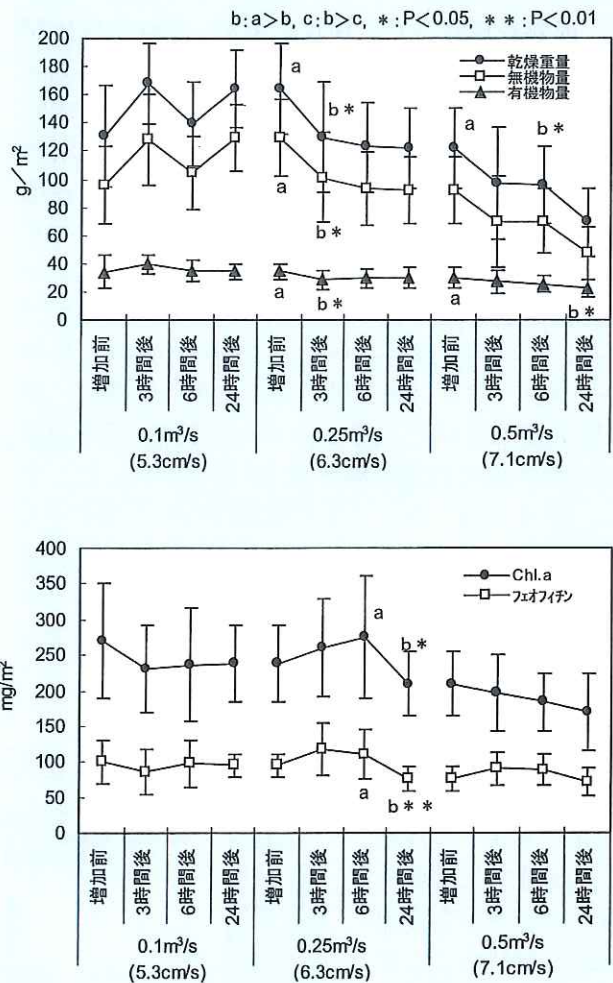 b:a>b, c:b>c, *:P<0.05, **:P<0.01
200
180
160
140
120
100
80
60
40
20
0
g/m²
乾燥重量
無機物量
有機物量
a
b*
a
b*
a
b*
a
b*
a
b*
増加前
3時間後
6時間後
24時間後
増加前
3時間後
6時間後
24時間後
増加前
3時間後
6時間後
24時間後
0.1m³/s
(5.3cm/s)
0.25m³/s
(6.3cm/s)
0.5m³/s
(7.1cm/s)
400
350
300
250
200
150
100
50
0
mg/m²
Chl.a
フェオフィチン
a
b*
a
b**
増加前
3時間後
6時間後
24時間後
増加前
3時間後
6時間後
24時間後
増加前
3時間後
6時間後
24時間後
0.1m³/s
(5.3cm/s)
0.25m³/s
(6.3cm/s)
0.5m³/s
(7.1cm/s)